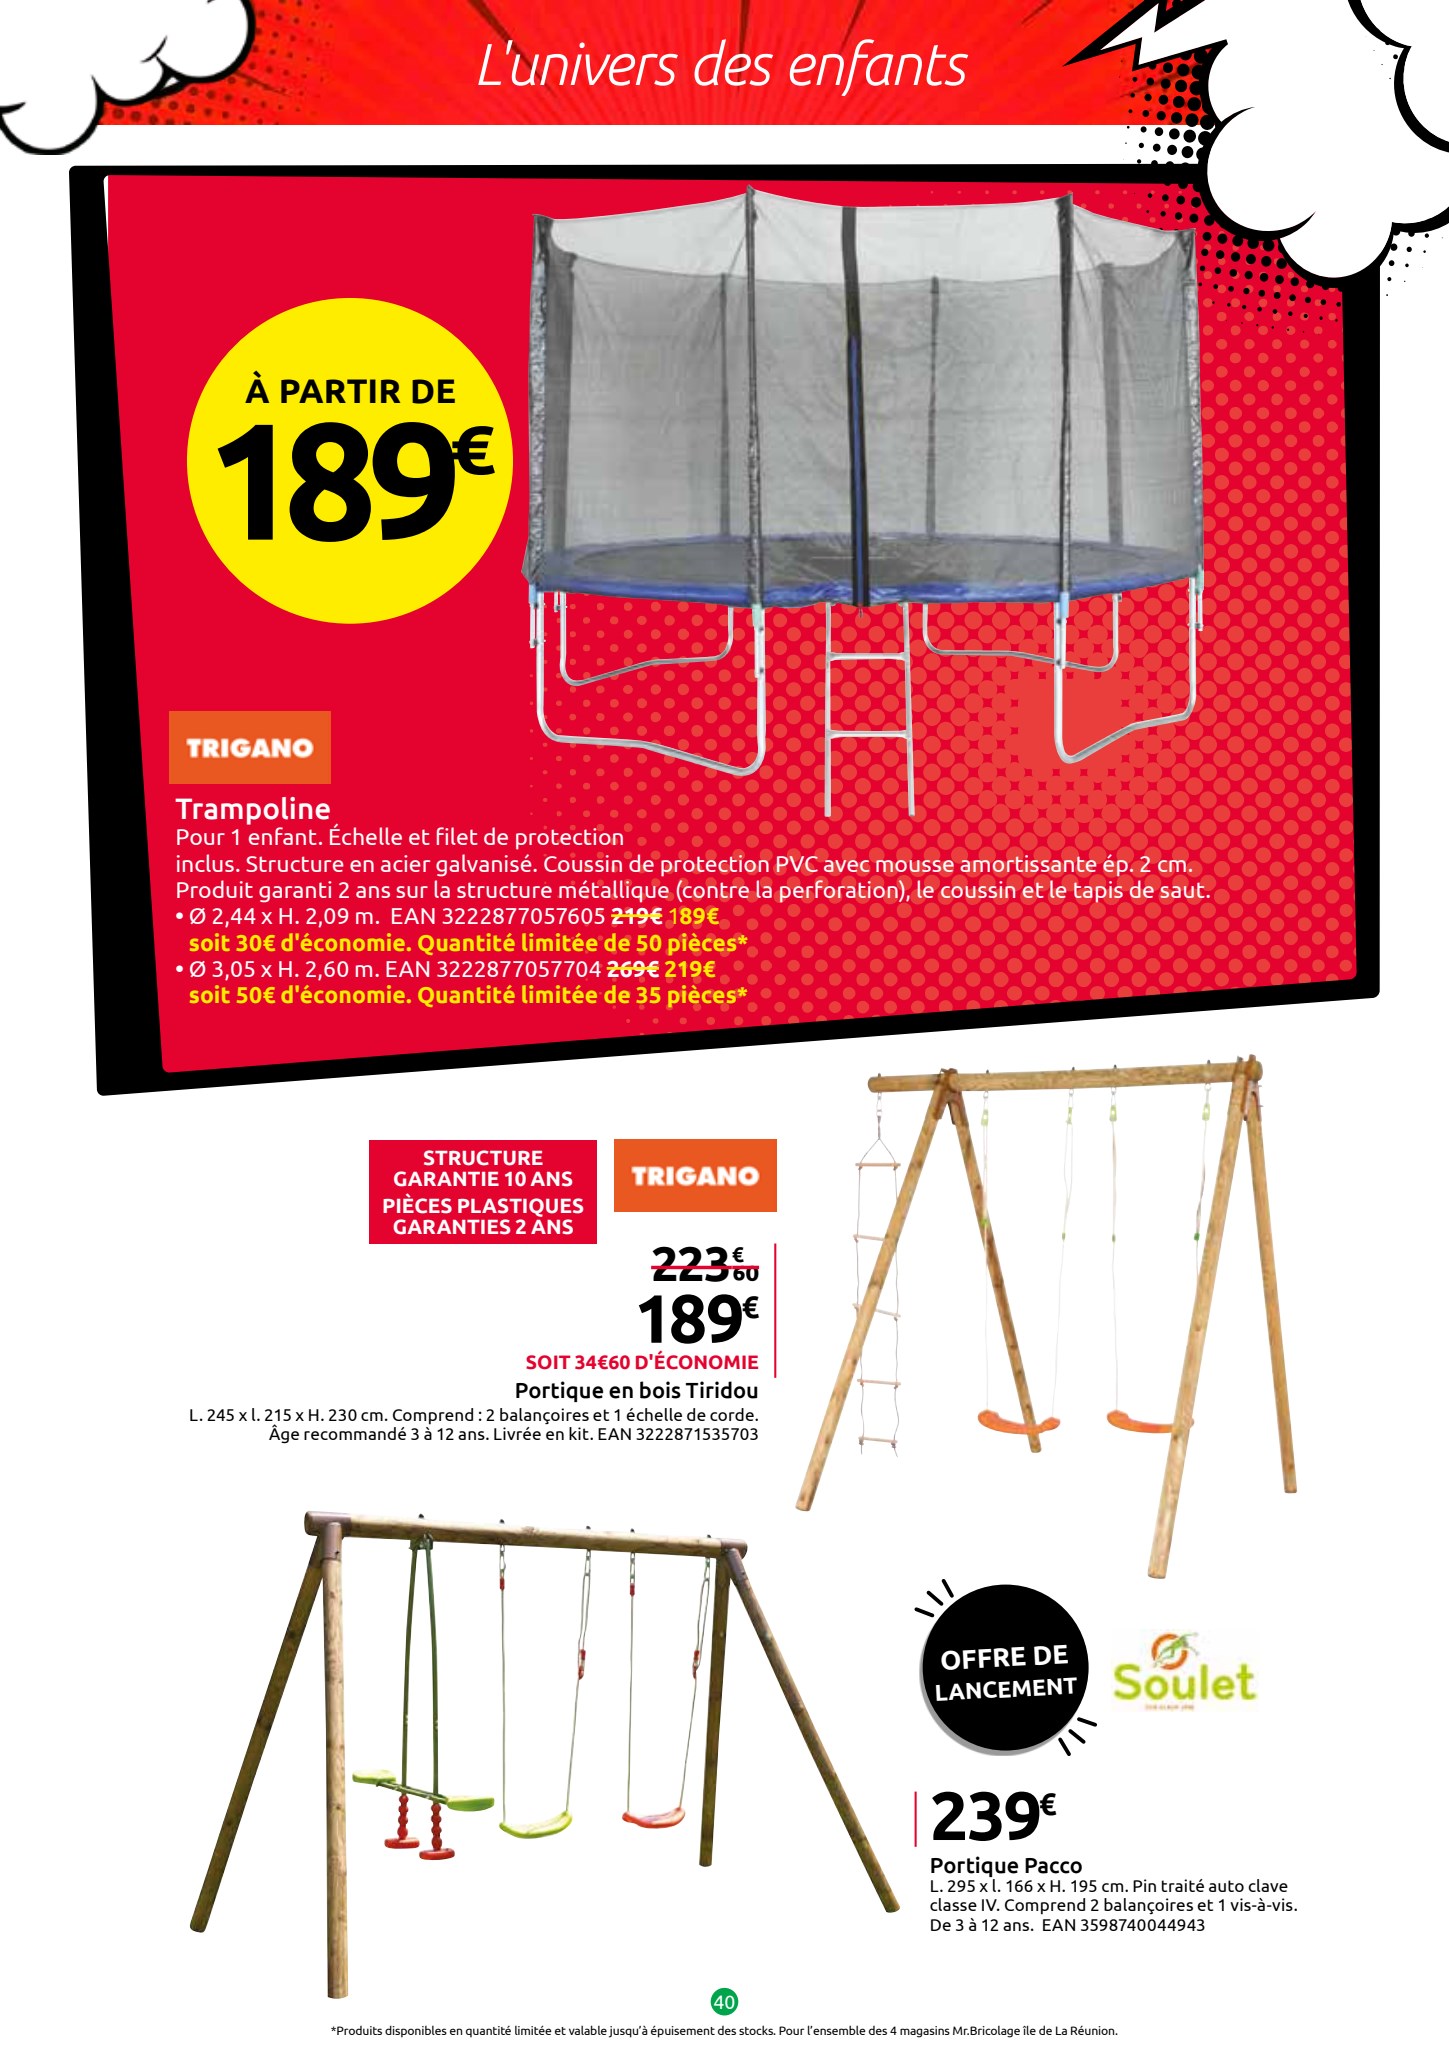 L'univers des enfants
À PARTIR DE
189€
TRIGANO
Trampoline
Pour 1 enfant. Échelle et filet de protection
inclus. Structure en acier galvanisé. Coussin de protection PVC avec mousse amortissante ép. 2 cm.
Produit garanti 2 ans sur la structure métallique (contre la perforation), le coussin et le tapis de saut.
• Ø 2,44 x H. 2,09 m. EAN 3222877057605 219€ 189€
soit 30€ d'économie. Quantité limitée de 50 pièces*
• Ø 3,05 x H. 2,60 m. EAN 3222877057704 269€ 219€
soit 50€ d'économie. Quantité limitée de 35 pièces*
STRUCTURE
GARANTIE 10 ANS
PIÈCES PLASTIQUES
GARANTIES 2 ANS
TRIGANO
223€60
189€
SOIT 34€60 D'ÉCONOMIE
Portique en bois Tiridou
L. 245 x l. 215 x H. 230 cm. Comprend : 2 balançoires et 1 échelle de corde.
Âge recommandé 3 à 12 ans. Livrée en kit. EAN 3222871535703
OFFRE DE
LANCEMENT
Soulet
239€
Portique Pacco
L. 295 x l. 166 x H. 195 cm. Pin traité auto clave
classe IV. Comprend 2 balançoires et 1 vis-à-vis.
De 3 à 12 ans. EAN 3598740044943
40
*Produits disponibles en quantité limitée et valable jusqu'à épuisement des stocks. Pour l'ensemble des 4 magasins Mr.Bricolage île de La Réunion.